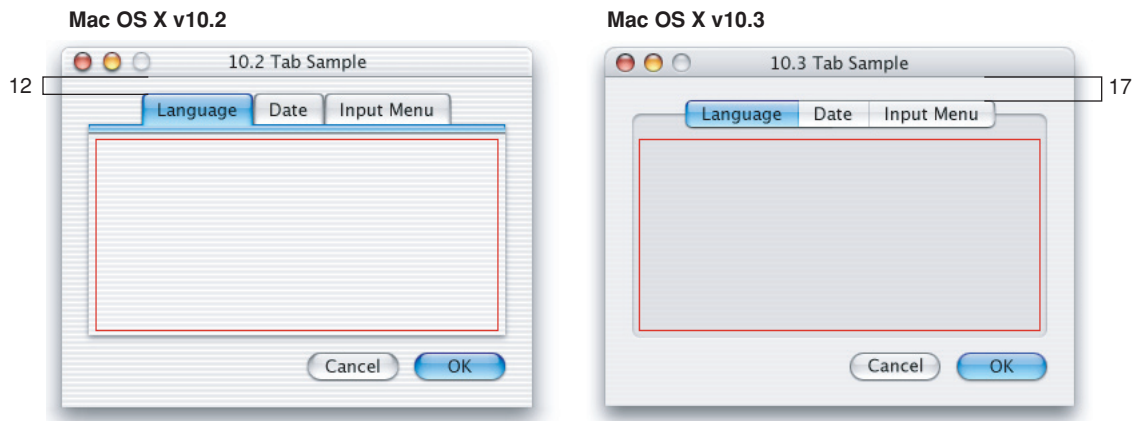 Mac OS X v10.2
12
10.2 Tab Sample
Language Date Input Menu
Cancel OK
Mac OS X v10.3
10.3 Tab Sample
17
Language Date Input Menu
Cancel OK